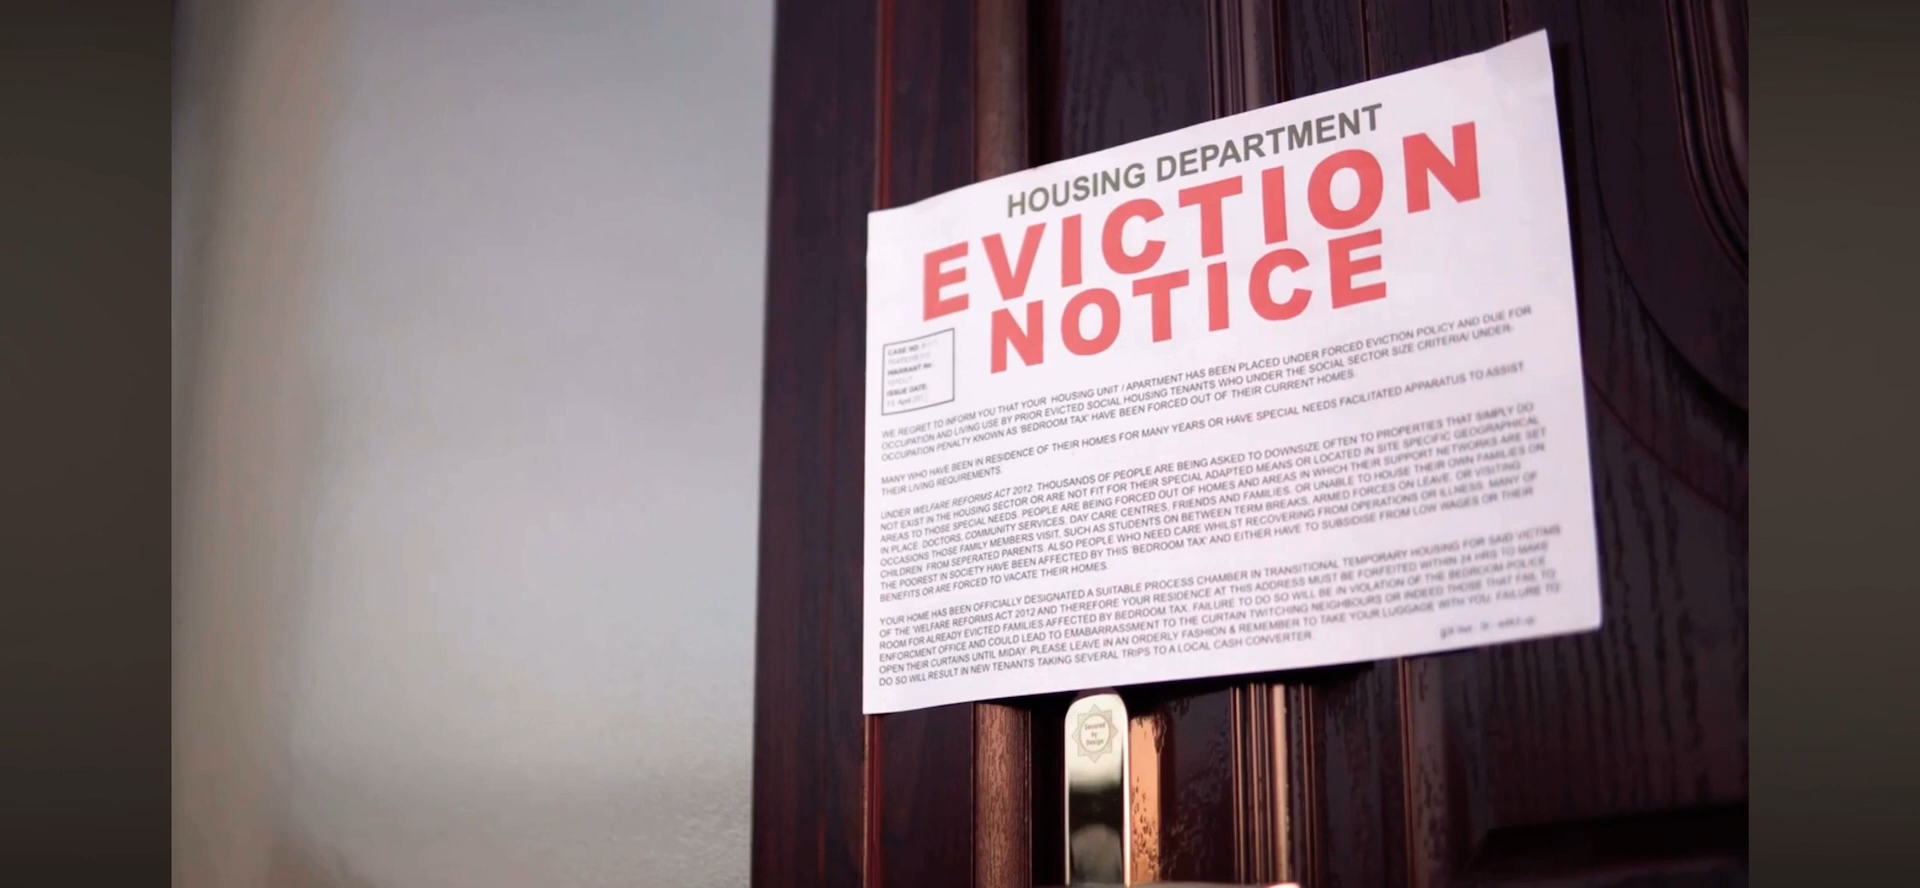 HOUSING DEPARTMENT
EVICTION
NOTICE
CASE NO
WARRANT
ISSUE DATE:
April
WE REGRET TO INFORM YOU THAT YOUR HOUSING UNIT / APARTMENT HAS BEEN PLACED UNDER FORCED EVICTION POLICY AND DUE FOR
OCCUPATION AND LIVING USE BY PRIOR EVICTED SOCIAL HOUSING TENANTS WHO UNDER THE SOCIAL SECTOR SIZE CRITERIA/ UNDER-
OCCUPATION PENALTY KNOWN AS 'BEDROOM TAX' HAVE BEEN FORCED OUT OF THEIR CURRENT HOMES.
MANY WHO HAVE BEEN IN RESIDENCE OF THEIR HOMES FOR MANY YEARS OR HAVE SPECIAL NEEDS FACILITATED APPARATUS TO ASSIST
THEIR LIVING REQUIREMENTS.
UNDER WELFARE REFORMS ACT 2012. THOUSANDS OF PEOPLE ARE BEING ASKED TO DOWNSIZE OFTEN TO PROPERTIES THAT SIMPLY DO
NOT EXIST IN THE HOUSING SECTOR OR ARE NOT FIT FOR THEIR SPECIAL ADAPTED MEANS OR LOCATED IN SITE SPECIFIC GEOGRAPHICAL
AREAS TO THOSE SPECIAL NEEDS. PEOPLE ARE BEING FORCED OUT OF HOMES AND AREAS IN WHICH THEIR SUPPORT NETWORKS ARE SET
IN PLACE. DOCTORS, COMMUNITY SERVICES, DAY CARE CENTRES, FRIENDS AND FAMILIES. OR UNABLE TO HOUSE THEIR OWN FAMILIES ON
OCCASIONS THOSE FAMILY MEMBERS VISIT, SUCH AS STUDENTS ON BETWEEN TERM BREAKS, ARMED FORCES ON LEAVE, OR VISITING
CHILDREN FROM SEPERATED PARENTS. ALSO PEOPLE WHO NEED CARE WHILST RECOVERING FROM OPERATIONS OR ILLNESS. MANY OF
THE POOREST IN SOCIETY HAVE BEEN AFFECTED BY THIS 'BEDROOM TAX' AND EITHER HAVE TO SUBSIDISE FROM LOW WAGES OR THEIR
BENEFITS OR ARE FORCED TO VACATE THEIR HOMES.
YOUR HOME HAS BEEN OFFICIALLY DESIGNATED A SUITABLE PROCESS CHAMBER IN TRANSITIONAL TEMPORARY HOUSING FOR SAID VICTIMS
OF THE 'WELFARE REFORMS ACT 2012 AND THEREFORE YOUR RESIDENCE AT THIS ADDRESS MUST BE FORFEITED WITHIN 24 HRS TO MAKE
ROOM FOR ALREADY EVICTED FAMILIES AFFECTED BY BEDROOM TAX. FAILURE TO DO SO WILL BE IN VIOLATION OF THE BEDROOM POLICE
ENFORCMENT OFFICE AND COULD LEAD TO EMABARRASSMENT TO THE CURTAIN TWITCHING NEIGHBOURS OR INDEED THOSE THAT FAIL TO
OPEN THEIR CURTAINS UNTIL MIDAY. PLEASE LEAVE IN AN ORDERLY FASHION & REMEMBER TO TAKE YOUR LUGGAGE WITH YOU. FAILURE TO
DO SO WILL RESULT IN NEW TENANTS TAKING SEVERAL TRIPS TO A LOCAL CASH CONVERTER.
Secured
by
Design